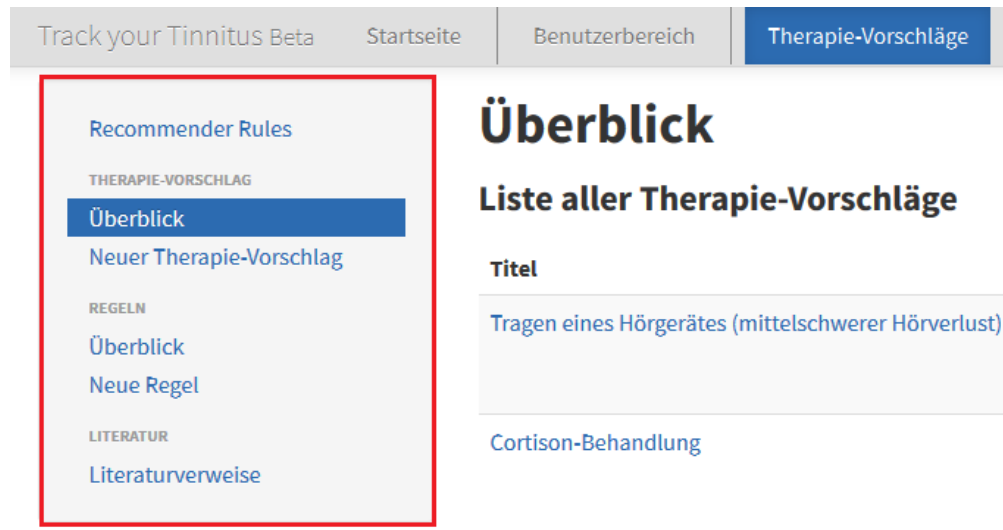 Track your Tinnitus Beta Startseite Benutzerbereich Therapie-Vorschläge
Recommender Rules
THERAPIE-VORSCHLAG
Überblick
Neuer Therapie-Vorschlag
REGELN
Überblick
Neue Regel
LITERATUR
Literaturverweise
Überblick
Liste aller Therapie-Vorschläge
Titel
Tragen eines Hörgerätes (mittelschwerer Hörverlust)
Cortison-Behandlung